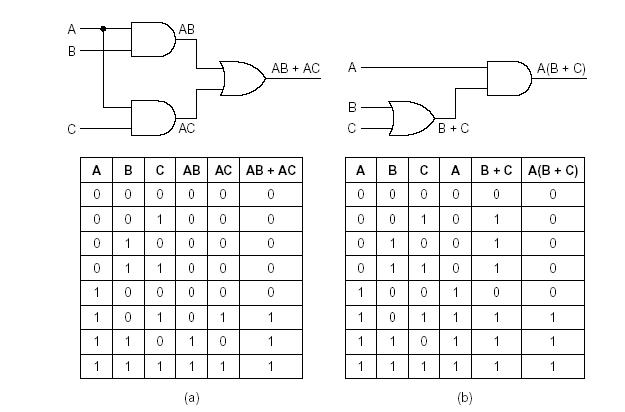 A
B
C
AB
AC
AB + AC
A
B
C
B + C
A(B + C)
A B C AB AC AB + AC
0 0 0 0 0 0
0 0 1 0 0 0
0 1 0 0 0 0
0 1 1 0 0 0
1 0 0 0 0 0
1 0 1 0 1 1
1 1 0 1 0 1
1 1 1 1 1 1
(a)
A B C A B + C A(B + C)
0 0 0 0 0 0
0 0 1 0 1 0
0 1 0 0 1 0
0 1 1 0 1 0
1 0 0 1 0 0
1 0 1 1 1 1
1 1 0 1 1 1
1 1 1 1 1 1
(b)